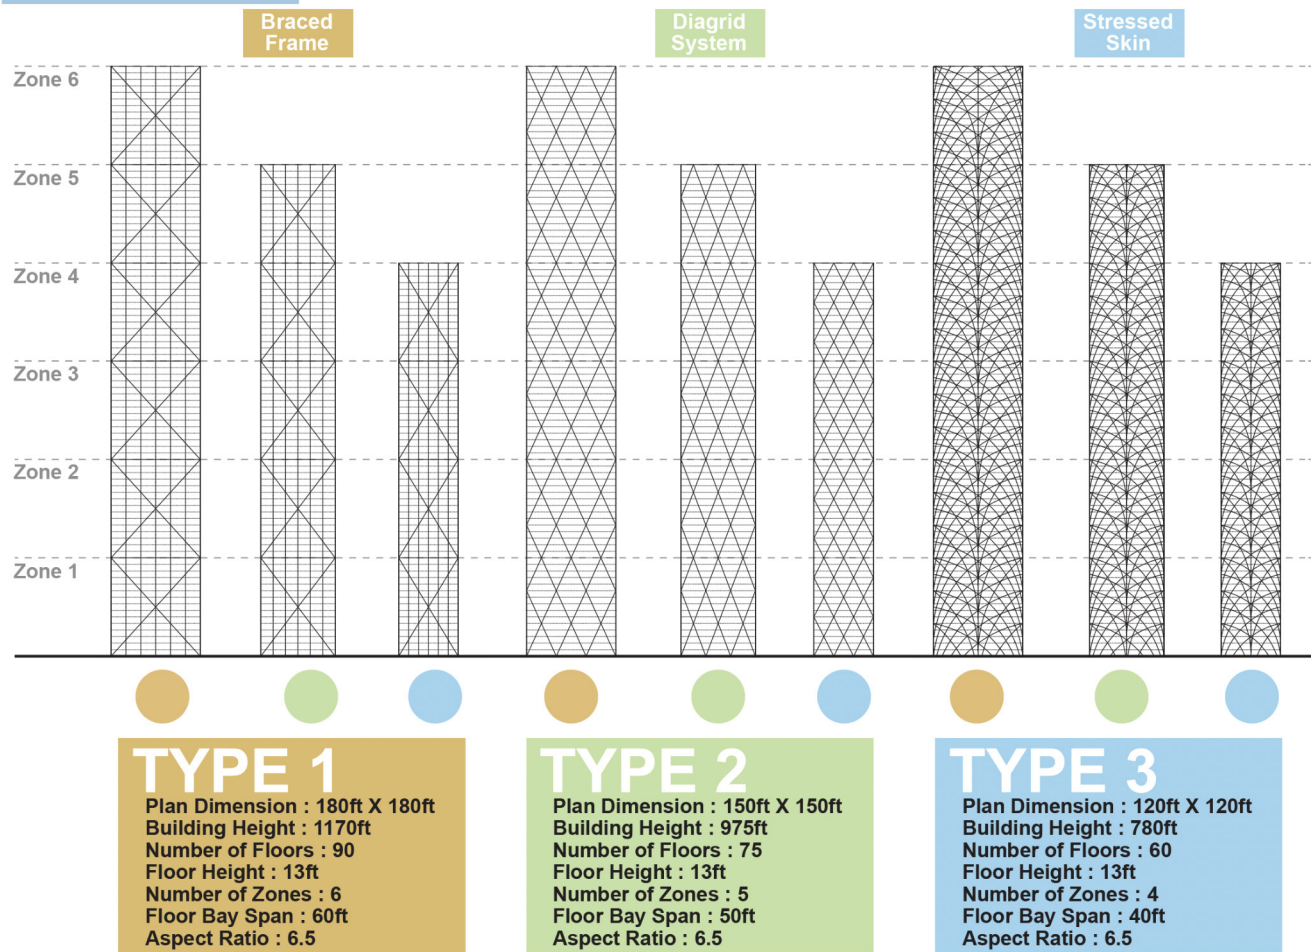 Braced
Frame
Diagrid
System
Stressed
Skin
Zone 6
Zone 5
Zone 4
Zone 3
Zone 2
Zone 1
TYPE 1
Plan Dimension : 180ft X 180ft
Building Height : 1170ft
Number of Floors : 90
Floor Height : 13ft
Number of Zones : 6
Floor Bay Span : 60ft
Aspect Ratio : 6.5
TYPE 2
Plan Dimension : 150ft X 150ft
Building Height : 975ft
Number of Floors : 75
Floor Height : 13ft
Number of Zones : 5
Floor Bay Span : 50ft
Aspect Ratio : 6.5
TYPE 3
Plan Dimension : 120ft X 120ft
Building Height : 780ft
Number of Floors : 60
Floor Height : 13ft
Number of Zones : 4
Floor Bay Span : 40ft
Aspect Ratio : 6.5